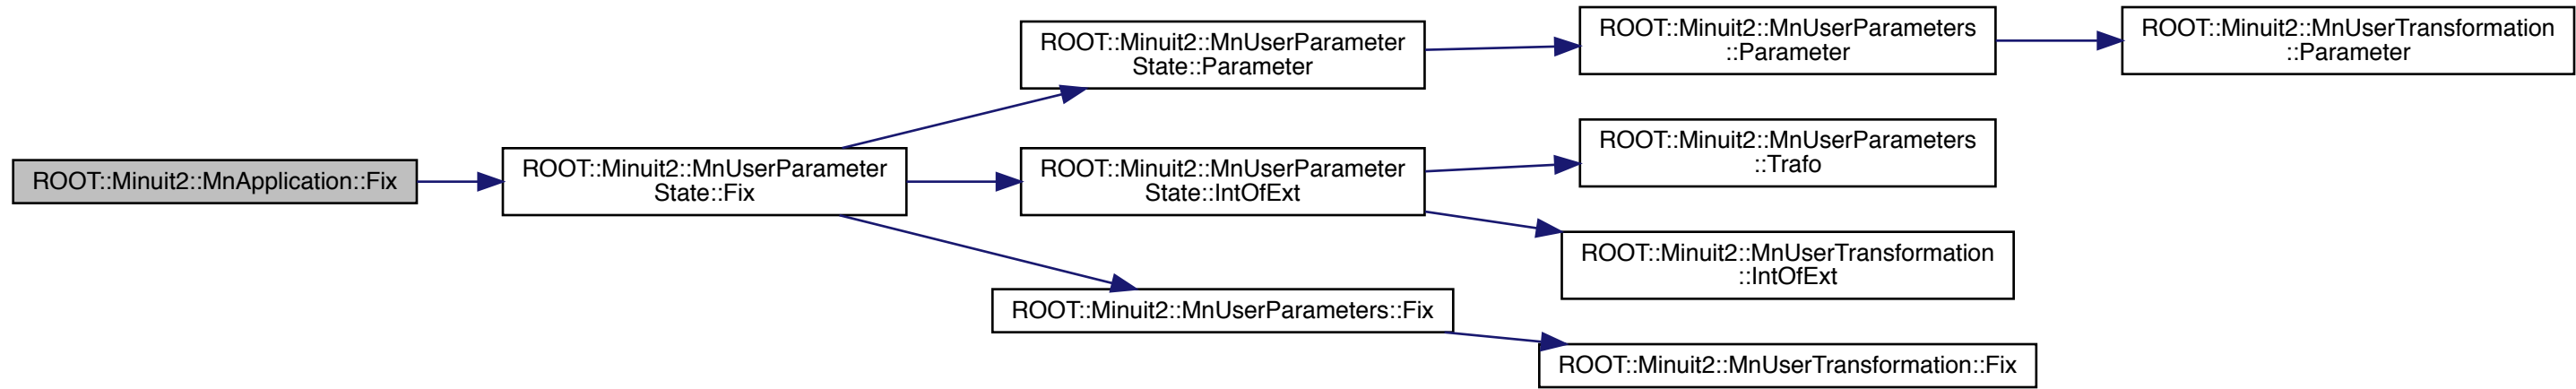 ROOT::Minuit2::MnApplication::Fix
ROOT::Minuit2::MnUserParameter
State::Fix
ROOT::Minuit2::MnUserParameter
State::Parameter
ROOT::Minuit2::MnUserParameters
::Parameter
ROOT::Minuit2::MnUserTransformation
::Parameter
ROOT::Minuit2::MnUserParameter
State::IntOfExt
ROOT::Minuit2::MnUserParameters
::Trafo
ROOT::Minuit2::MnUserTransformation
::IntOfExt
ROOT::Minuit2::MnUserParameters::Fix
ROOT::Minuit2::MnUserTransformation::Fix